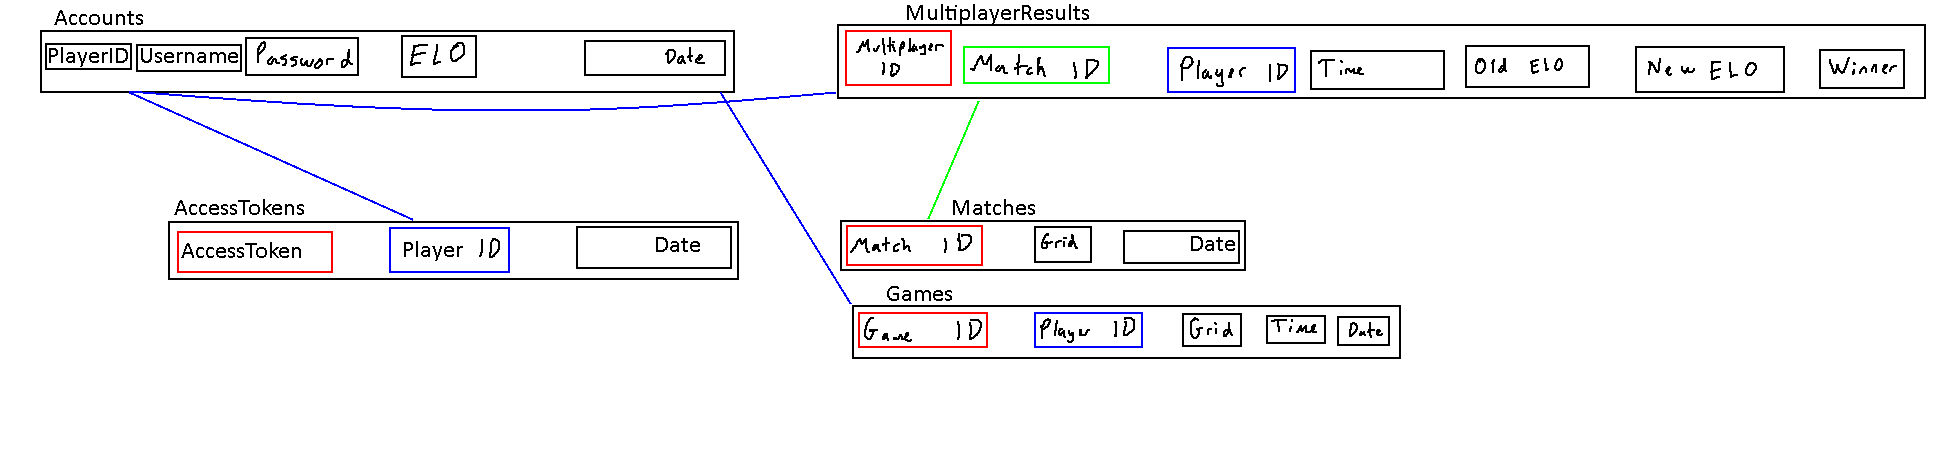 Accounts
PlayerID Username Password ELO Date
MultiplayerResults
Multiplayer
ID
Match ID Player ID Time Old ELO New ELO Winner
AccessTokens
AccessToken Player ID Date
Matches
Match ID Grid Date
Games
Game ID Player ID Grid Time Date